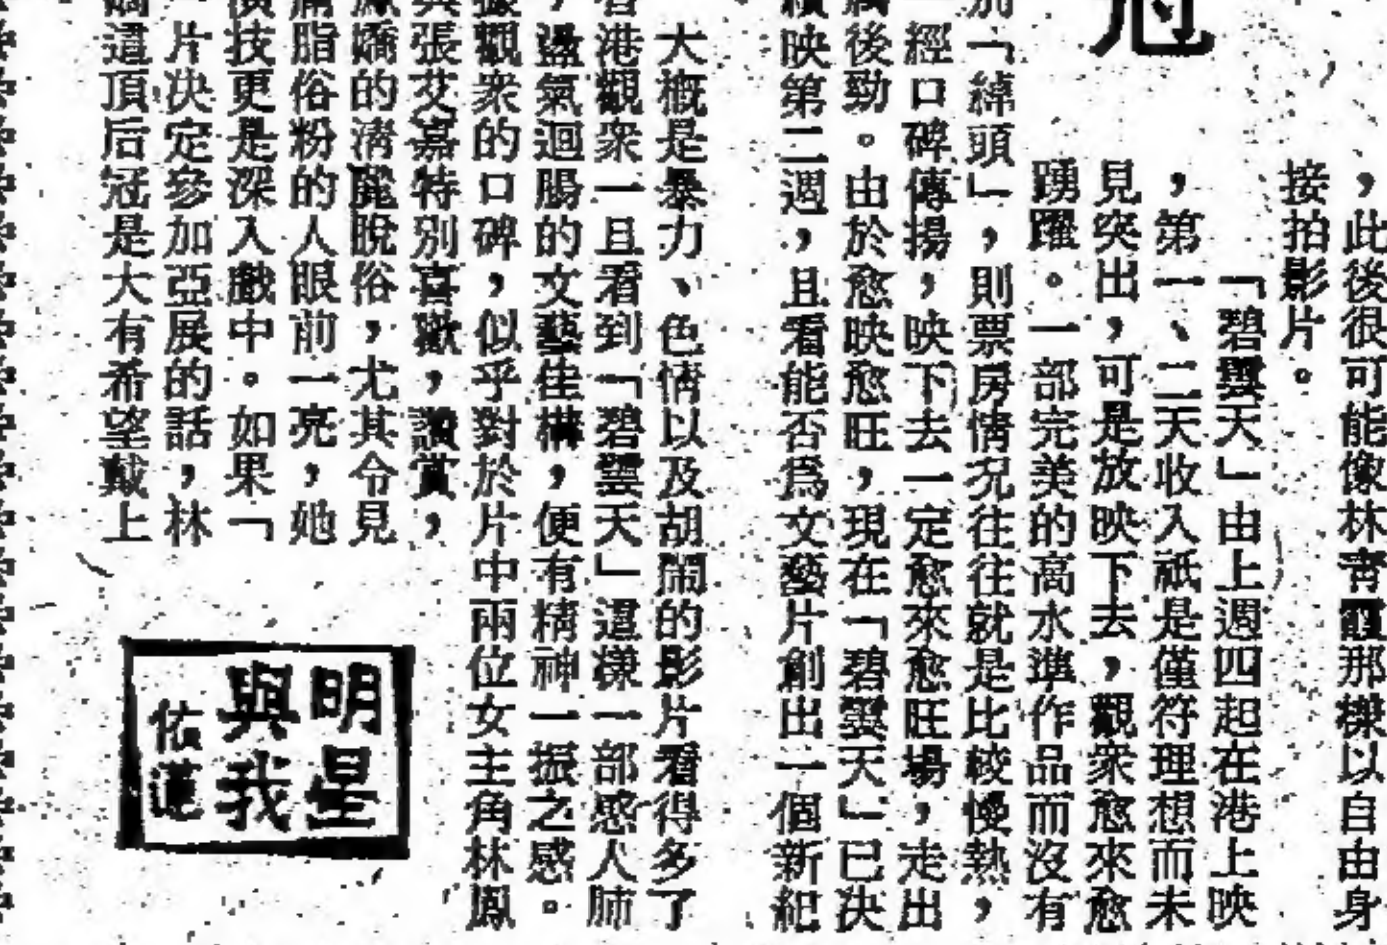 冠
，此後很可能像林青霞那樣以自由身
接拍影片。
「碧雲天」由上週四起在港上映
，第一、二天收入祇是僅符理想而未
見突出，可是放映下去，觀衆愈來愈
踴躍。一部完美的高水準作品而沒有
別「綽頭」，則票房情況往往就是比較慢熱，
一經口碑傳揚，映下去一定愈來愈旺場，走出
後勁。由於愈映愈旺，現在「碧雲天」已決
續映第二週，且看能否爲文藝片創出一個新紀
大槪是暴力、色情以及胡鬧的影片看得多了
香港觀衆一旦看到「碧雲天」這樣一部感人肺
，盪氣迴腸的文藝佳構，便有精神一振之感。
據觀衆的口碑，似乎對於片中兩位女主角林鳳
與張艾嘉特別喜歡，讚賞，
鳳嬌的清麗脫俗，尤其令見
脂俗粉的人眼前一亮，她
演技更是深入戲中。如果「
片決定參加亞展的話，林
嬌這頂后冠是大有希望戴上
明星
與我
佑蓮